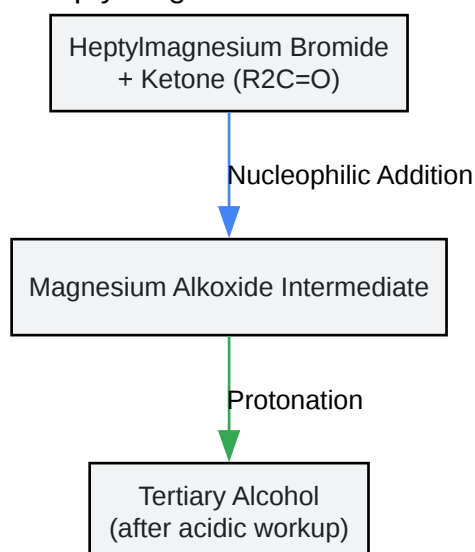 Heptylmagnesium Bromide
+ Ketone (R2C=O)
Nucleophilic Addition
Magnesium Alkoxide Intermediate
Protonation
Tertiary Alcohol
(after acidic workup)